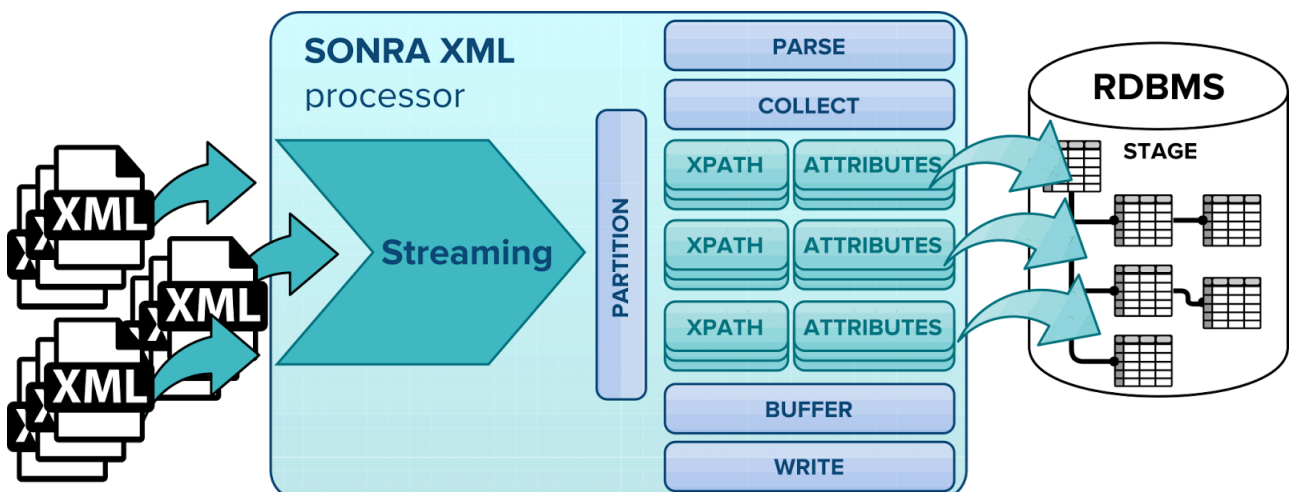 SONRA XML
processor
XML
XML
XML
Streaming
PARTITION
PARSE
COLLECT
XPATH ATTRIBUTES
XPATH ATTRIBUTES
XPATH ATTRIBUTES
BUFFER
WRITE
RDBMS
STAGE